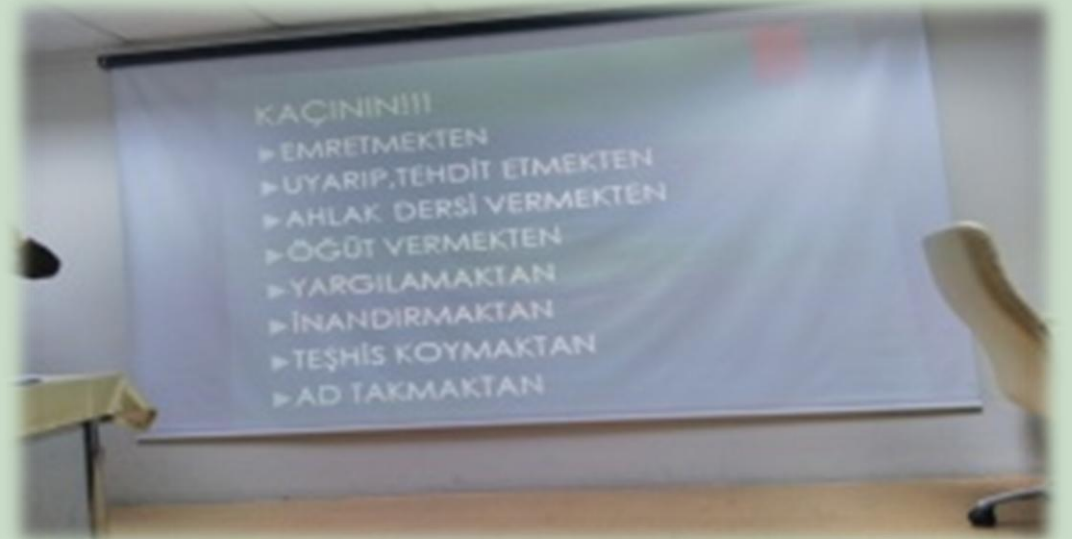 KAÇININ!!!
►EMRETMEKTEN
►UYARIP,TEHDİT ETMEKTEN
►AHLAK DERSİ VERMEKTEN
►ÖĞÜT VERMEKTEN
►YARGILAMAKTAN
►İNANDIRMAKTAN
►TEŞHİS KOYMAKTAN
►AD TAKMAKTAN